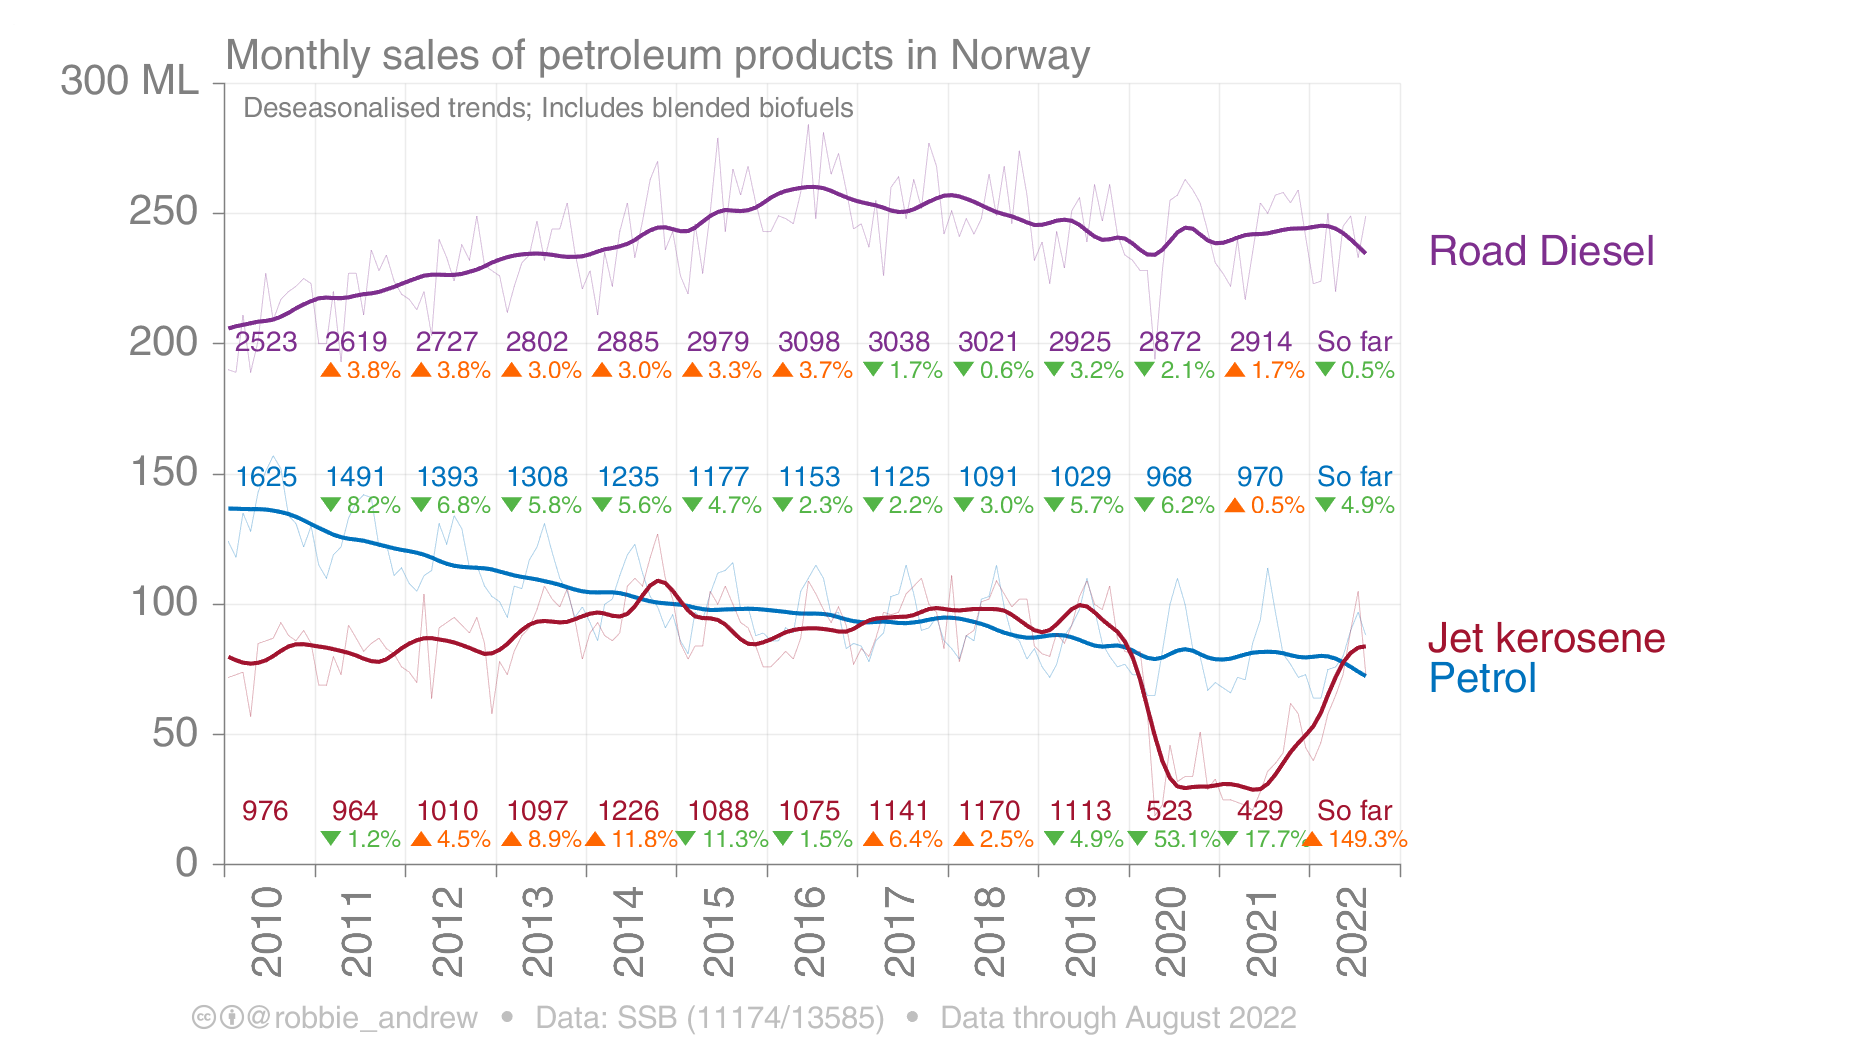 Monthly sales of petroleum products in Norway
300 ML
Deseasonalised trends; Includes blended biofuels
250
Road Diesel
200
2523 2619 2727 2802 2885 2979 3098 3038 3021 2925 2872 2914 So far
▲ 3.8% ▲ 3.8% ▲ 3.0% ▲ 3.0% ▲ 3.3% ▲ 3.7% ▼ 1.7% ▼ 0.6% ▼ 3.2% ▼ 2.1% ▲ 1.7% ▼ 0.5%
150
1625 1491 1393 1308 1235 1177 1153 1125 1091 1029 968 970 So far
▼ 8.2% ▼ 6.8% ▼ 5.8% ▼ 5.6% ▼ 4.7% ▼ 2.3% ▼ 2.2% ▼ 3.0% ▼ 5.7% ▼ 6.2% ▲ 0.5% ▼ 4.9%
100
Jet kerosene
Petrol
50
976 964 1010 1097 1226 1088 1075 1141 1170 1113 523 429 So far
▼ 1.2% ▲ 4.5% ▲ 8.9% ▲ 11.8% ▼ 11.3% ▼ 1.5% ▲ 6.4% ▲ 2.5% ▼ 4.9% ▼ 53.1% ▼ 17.7% ▲ 149.3%
0
2010 2011 2012 2013 2014 2015 2016 2017 2018 2019 2020 2021 2022
@robbie_andrew • Data: SSB (11174/13585) • Data through August 2022